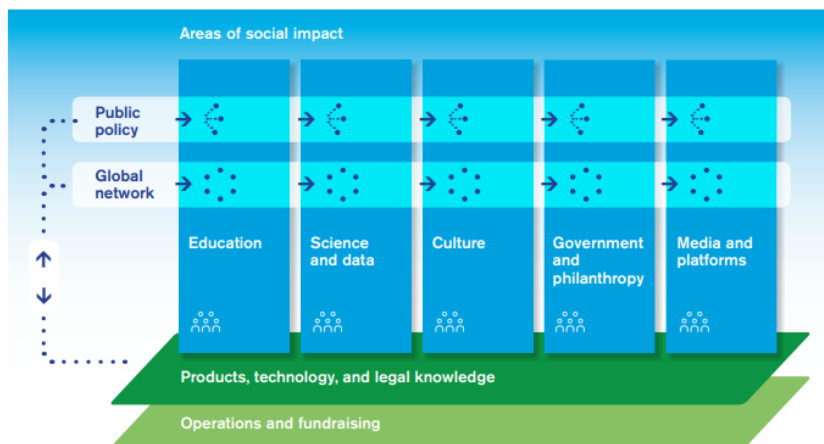 Areas of social impact
Public
policy
Global
network
Education
Science
and data
Culture
Government
and
philanthropy
Media and
platforms
Products, technology, and legal knowledge
Operations and fundraising